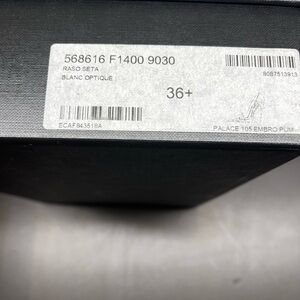 568616 F1400 9030
RASO SETA
BLANC OPTIQUE
8087513913
36+
ECAF843518A
PALACE 105 EMBRO PUM